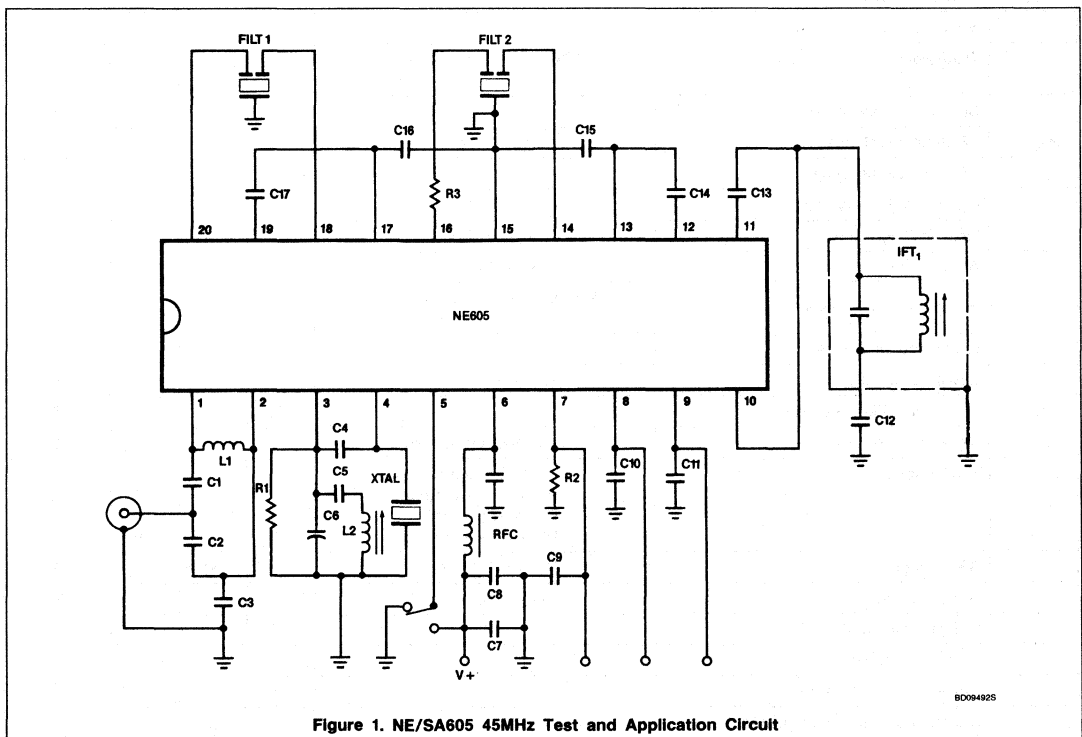 FILT 1
FILT 2
C16
C15
C17
R3
C14
C13
20
19
18
17
16
15
14
13
12
11
IFT1
NE605
1
2
3
4
5
6
7
8
9
10
C12
L1
C4
C1
R1
C5
XTAL
C6
L2
R2
C10
C11
C2
RFC
C9
C3
C8
C7
V+
BD09492S
Figure 1. NE/SA605 45MHz Test and Application Circuit